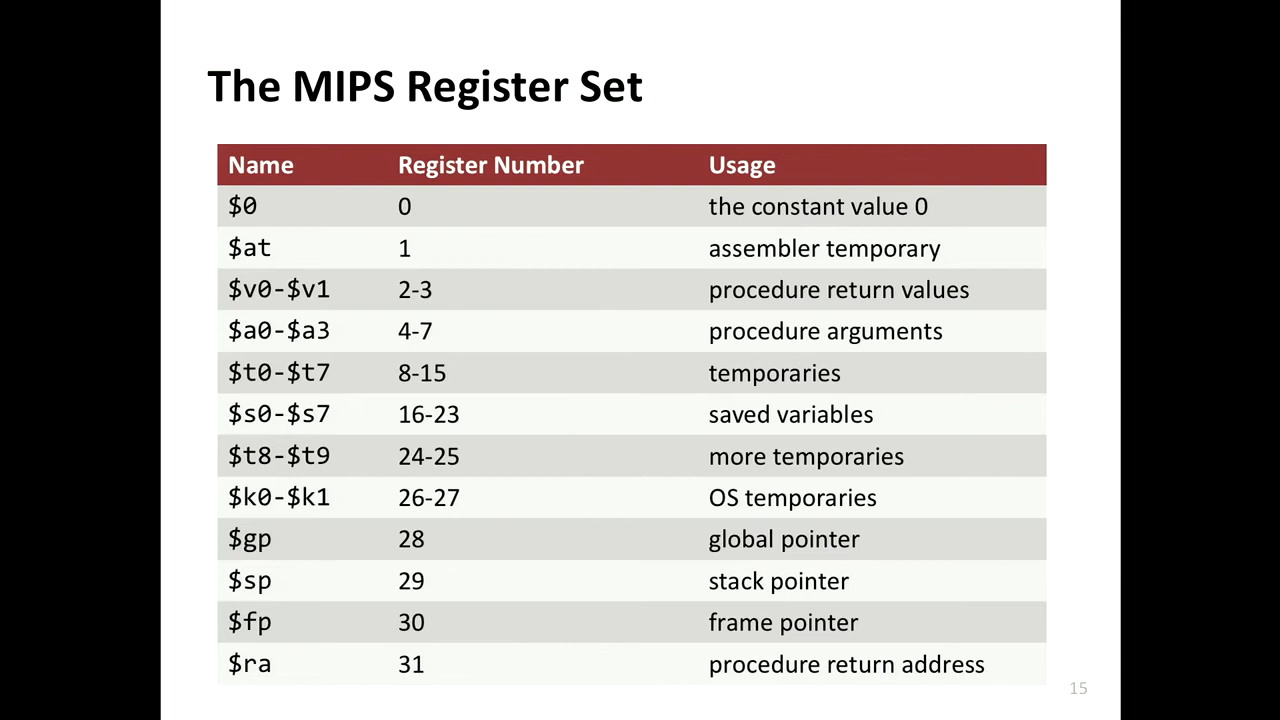 The MIPS Register Set
Name Register Number Usage
$0 0 the constant value 0
$at 1 assembler temporary
$v0-$v1 2-3 procedure return values
$a0-$a3 4-7 procedure arguments
$t0-$t7 8-15 temporaries
$s0-$s7 16-23 saved variables
$t8-$t9 24-25 more temporaries
$k0-$k1 26-27 OS temporaries
$gp 28 global pointer
$sp 29 stack pointer
$fp 30 frame pointer
$ra 31 procedure return address
15